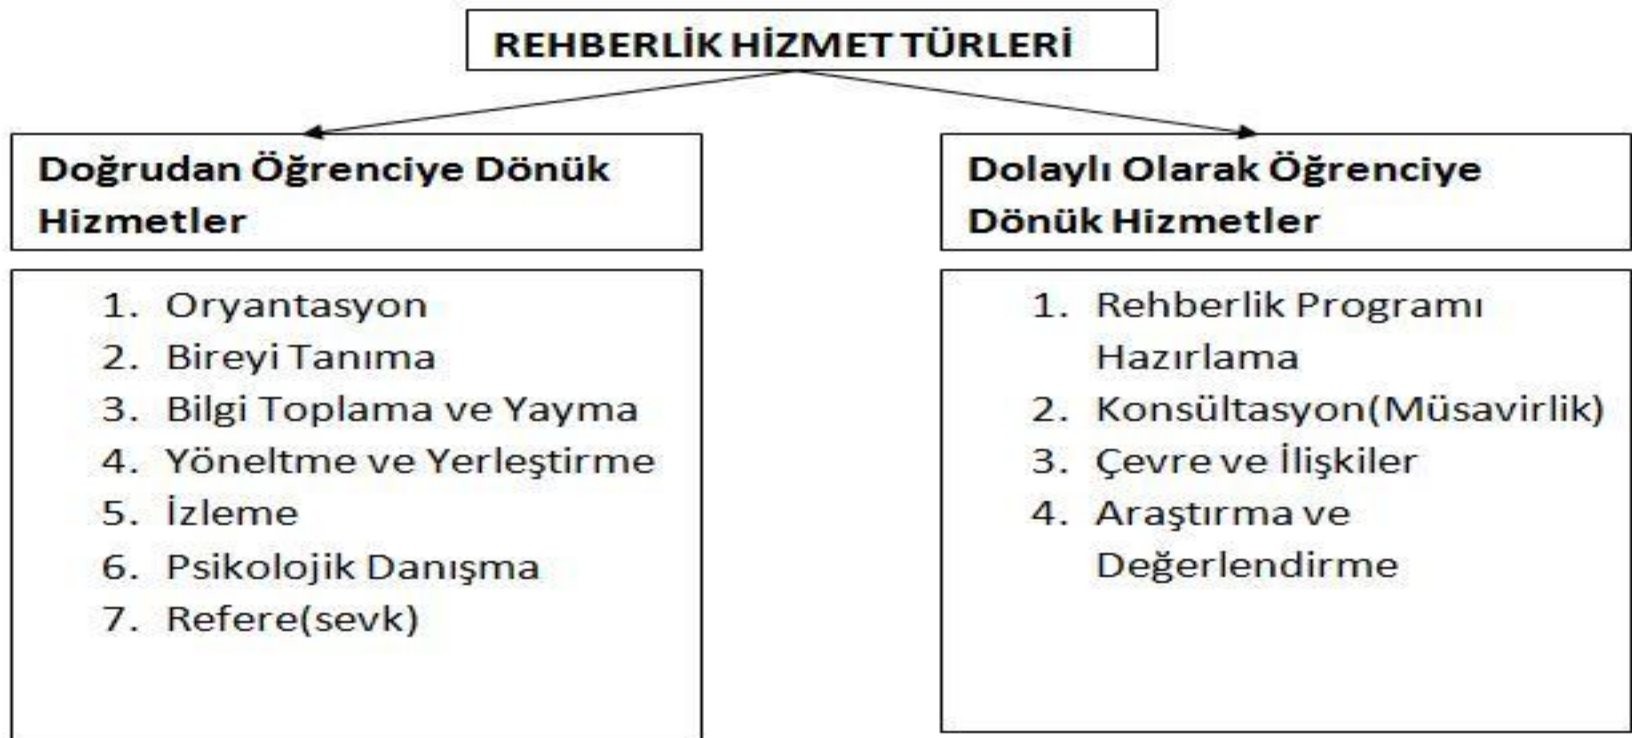 REHBERLİK HİZMET TÜRLERİ
Doğrudan Öğrenciye Dönük
Hizmetler
1. Oryantasyon
2. Bireyi Tanıma
3. Bilgi Toplama ve Yayma
4. Yöneltme ve Yerleştirme
5. İzleme
6. Psikolojik Danışma
7. Refere(sevk)
Dolaylı Olarak Öğrenciye
Dönük Hizmetler
1. Rehberlik Programı
Hazırlama
2. Konsültasyon(Müsavirlik)
3. Çevre ve İlişkiler
4. Araştırma ve
Değerlendirme